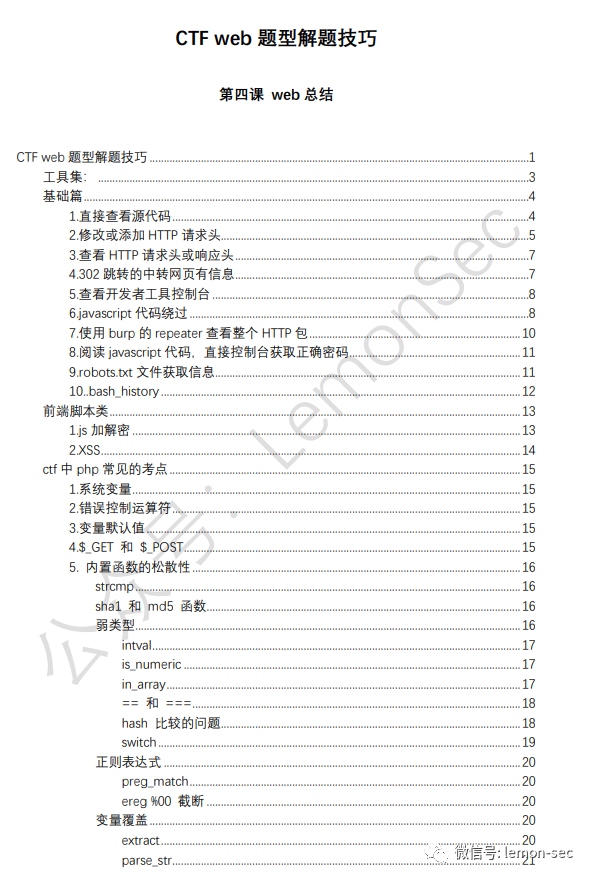 CTF web 题型解题技巧
第四课 web 总结
CTF web 题型解题技巧 1
工具集： 3
基础篇 4
1.直接查看源代码 4
2.修改或添加 HTTP 请求头 5
3.查看 HTTP 请求头或响应头 7
4.302 跳转的中转网页有信息 7
5.查看开发者工具控制台 8
6.javascript 代码绕过 8
7.使用 burp 的 repeater 查看整个 HTTP 包 10
8.阅读 javascript 代码，直接控制台获取正确密码 11
9.robots.txt 文件获取信息 11
10..bash_history 12
前端脚本类 13
1.js 加解密 13
2.XSS 14
ctf 中 php 常见的考点 15
1.系统变量 15
2.错误控制运算符 15
3.变量默认值 15
4.$_GET 和 $_POST 15
5. 内置函数的松散性 16
strcmp 16
sha1 和 md5 函数 16
弱类型 16
intval 17
is_numeric 17
in_array 17
== 和 === 18
hash 比较的问题 18
switch 19
正则表达式 20
preg_match 20
ereg %00 截断 20
变量覆盖 20
extract 20
parse_str 21
公众号：LemonSec
微信号: lemon-sec